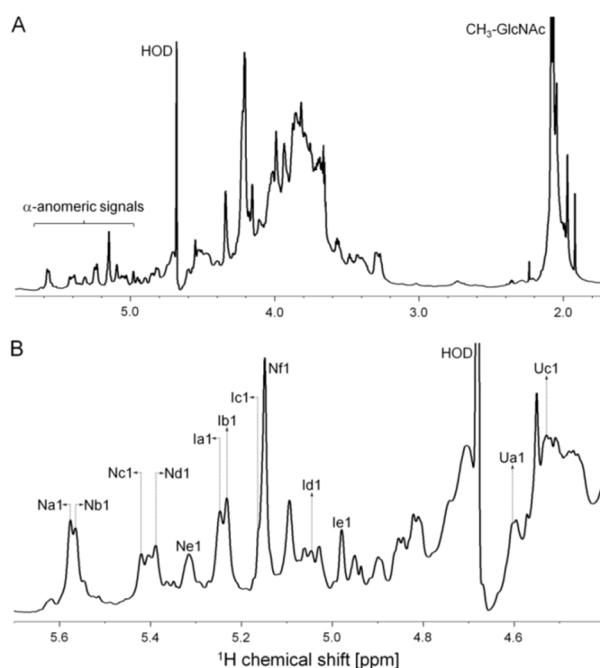 A
HOD
CH₃-GlcNAc
α-anomeric signals
5.0
4.0
3.0
2.0
B
HOD
Nf1
Uc1
Ic1
Ib1
Ia1
Ua1
Nc1
Nd1
Id1
Na1
Nb1
Ie1
Ne1
5.6
5.4
5.2
5.0
4.8
4.6
¹H chemical shift [ppm]